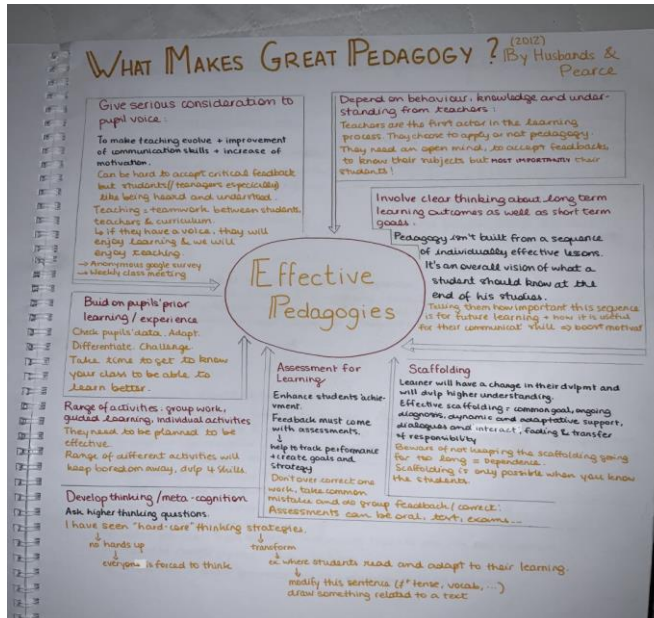 WHAT MAKES GREAT PEDAGOGY ? (2012) By Husbands &
Pearce
Give serious consideration to
pupil voice :
To make teaching evolve + improvement
of communication skills + increase of
motivation.
Can be hard to accept critical feedback
but students (/teenagers especially)
like being heard and understood.
Teaching = teamwork between students,
teachers & curriculum.
↳ if they have a voice, they will
enjoy learning & we will
enjoy teaching.
→ Anonymous google survey
→ Weekly class meeting
Depend on behaviour, knowledge and under-
standing from teachers :
Teachers are the first actor in the learning
process. They choose to apply or not pedagogy.
They need an open mind, to accept feedbacks,
to know their subjects but MOST IMPORTANTLY their
students !
Involve clear thinking about long term
learning outcomes as well as short term
goals.
Pedagogy isn't built from a sequence
of individually effective lessons.
It's an overall vision of what a
student should know at the
end of his studies.
Telling them how important this sequence
is for future learning + how it is useful
for their communicat° skill ⇒ boost motivat°
Effective
Pedagogies
Buid on pupils' prior
learning / experience
Check pupils' data. Adapt.
Differentiate. Challenge.
Take time to get to know
your class to be able to
learn better.
Range of activities : group work,
guided learning, individual activities
They need to be planned to be
effective.
Range of different activities will
keep boredom away, dvlp 4 skills.
Assessment for
Learning
Enhance students' achie-
vment.
Feedback must come
with assessments.
↓
help to track performance
+ create goals and
strategy
Don't over correct one
work, take common
mistake and do group feedback / correct°
Assessments can be oral, text, exams...
Scaffolding
Learner will have a change in their dvlpmt and
will dvlp higher understanding.
Effective scaffolding : common goal, ongoing
diagnosis, dynamic and adaptative support,
dialogues and interact°, fading & transfer
of responsibility
Beware of not keeping the scaffolding going
for too long = dependence.
Scaffolding is only possible when you know
the students.
Develop thinking / meta-cognition
Ask higher thinking questions.
I have seen "hard-core" thinking strategies.
↓ no hands up
↳ everyone is forced to think
↓ transform
↳ ex where students read and adapt to their learning.
↳ modify this sentence (≠ tense, vocab, ...)
draw something related to a text